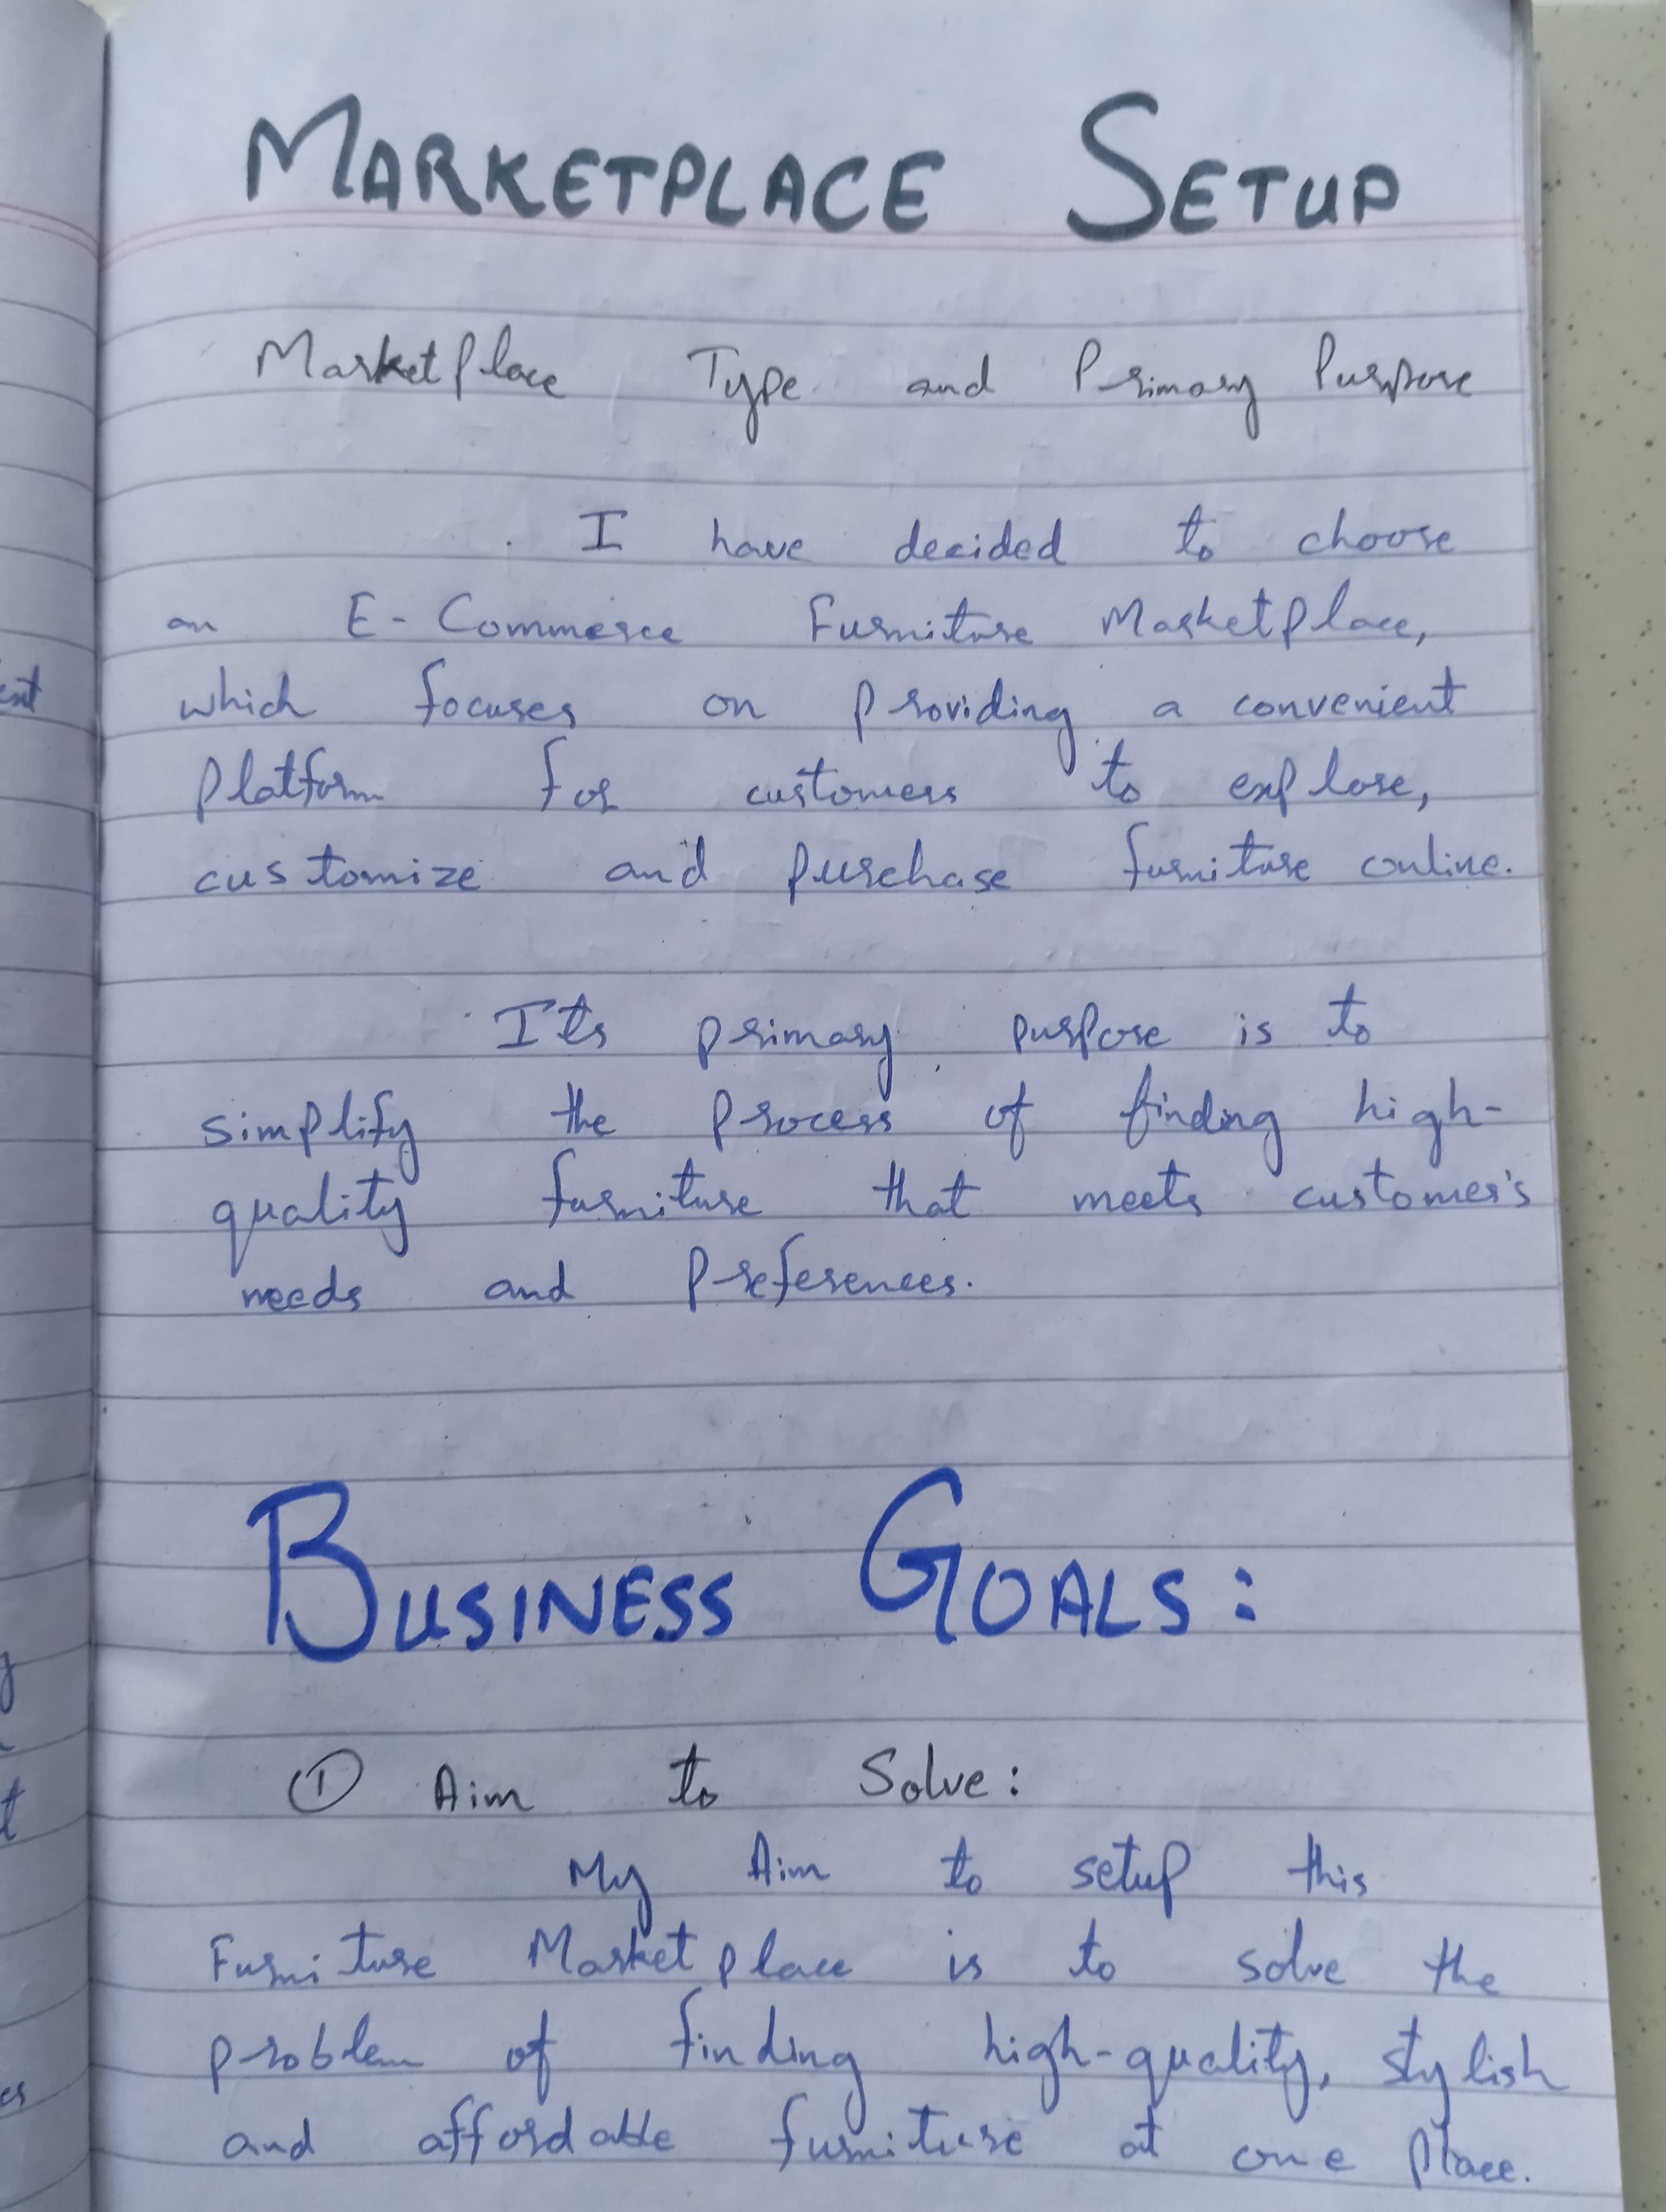 MARKETPLACE SETUP
Marketplace Type and Primary Purpose
I have decided to choose
an E-Commerce Furniture Marketplace,
which focuses on providing a convenient
platform for customers to explore,
customize and purchase furniture online.
It's primary purpose is to
simplify the process of finding high-
quality furniture that meets customer's
needs and preferences.
BUSINESS GOALS:
① Aim to Solve:
My Aim to setup this
Furniture Marketplace is to solve the
problem of finding high-quality, stylish
and affordable furniture at one place.